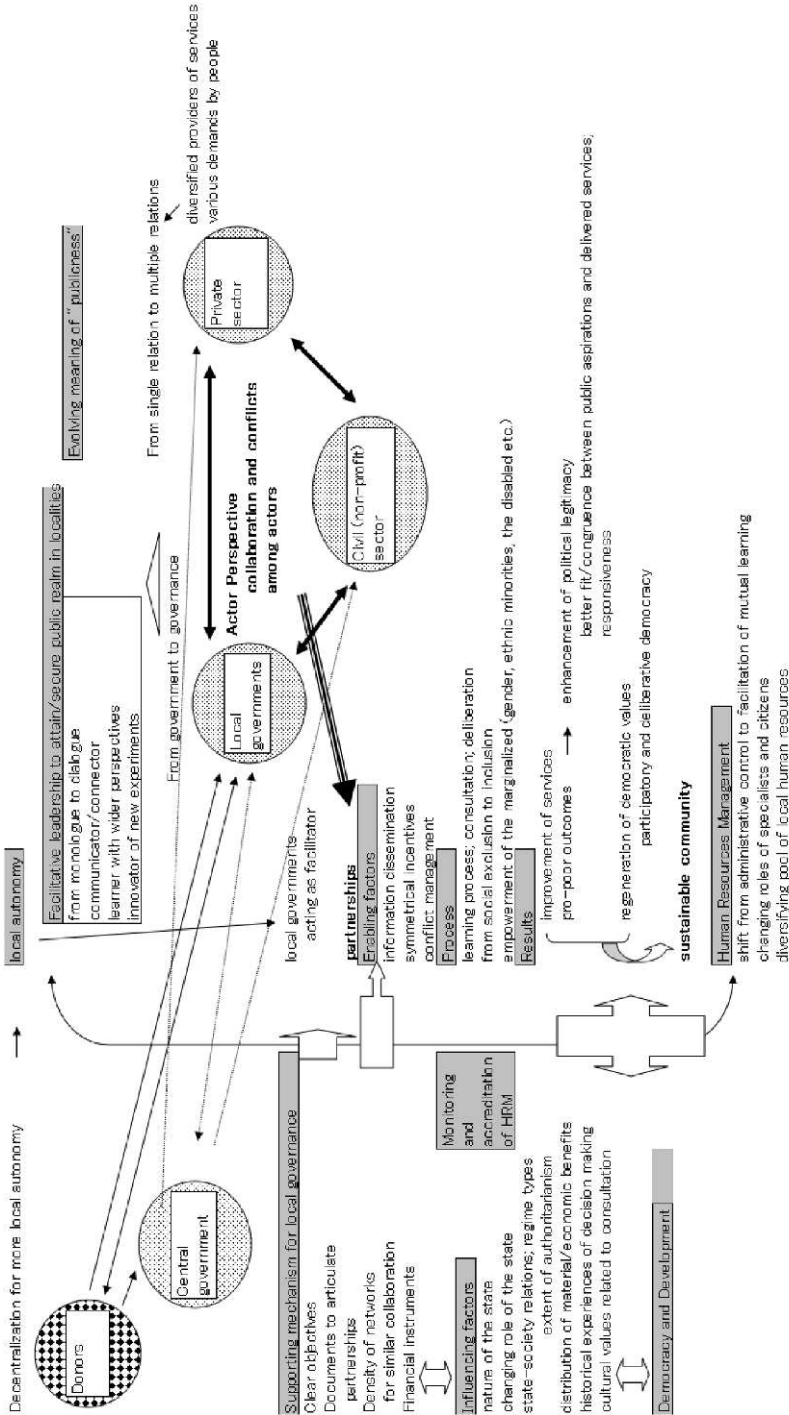 Decentralization for more local autonomy
local autonomy
Donors
Central
government
Facilitative leadership to attain/secure public realm in localities
from monologue to dialogue
communicator/connector
learner with wider perspectives
innovator of new experiments
Evolving meaning of "publicness"
From government to governance
From single relation to multiple relations
diversified providers of services
various demands by people
Local
governments
Actor Perspective
collaboration and conflicts
among actors
Private
sector
Civil (non-profit)
sector
local governments
acting as facilitator
Supporting mechanism for local governance
Clear objectives
Documents to articulate
partnerships
Density of networks
for similar collaboration
Financial instruments
partnerships
Enabling factors
information dissemination
symmetrical incentives
conflict management
Process
learning process; consultation; deliberation
from social exclusion to inclusion
empowerment of the marginalized (gender, ethnic minorities, the disabled etc.)
Results
improvement of services
pro-poor outcomes
enhancement of political legitimacy
better fit/congruence between public aspirations and delivered services;
responsiveness
regeneration of democratic values
participatory and deliberative democracy
Monitoring
and
accreditation
of HRM
Influencing factors
nature of the state
changing role of the state
state-society relations; regime types
extent of authoritarianism
distribution of material/economic benefits
historical experiences of decision making
cultural values related to consultation
sustainable community
Democracy and Development
Human Resources Management
shift from administrative control to facilitation of mutual learning
changing roles of specialists and citizens
diversifying pool of local human resources